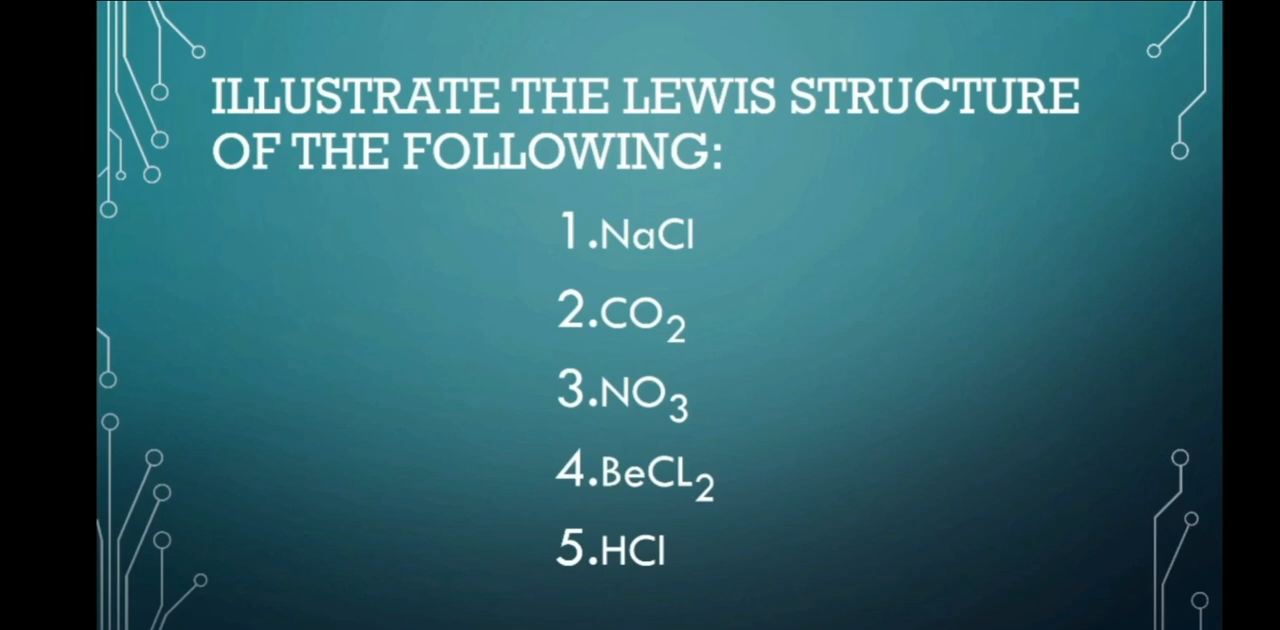 ILLUSTRATE THE LEWIS STRUCTURE
OF THE FOLLOWING:
1.NaCl
2.CO₂
3.NO₃
4.BeCL₂
5.HCl